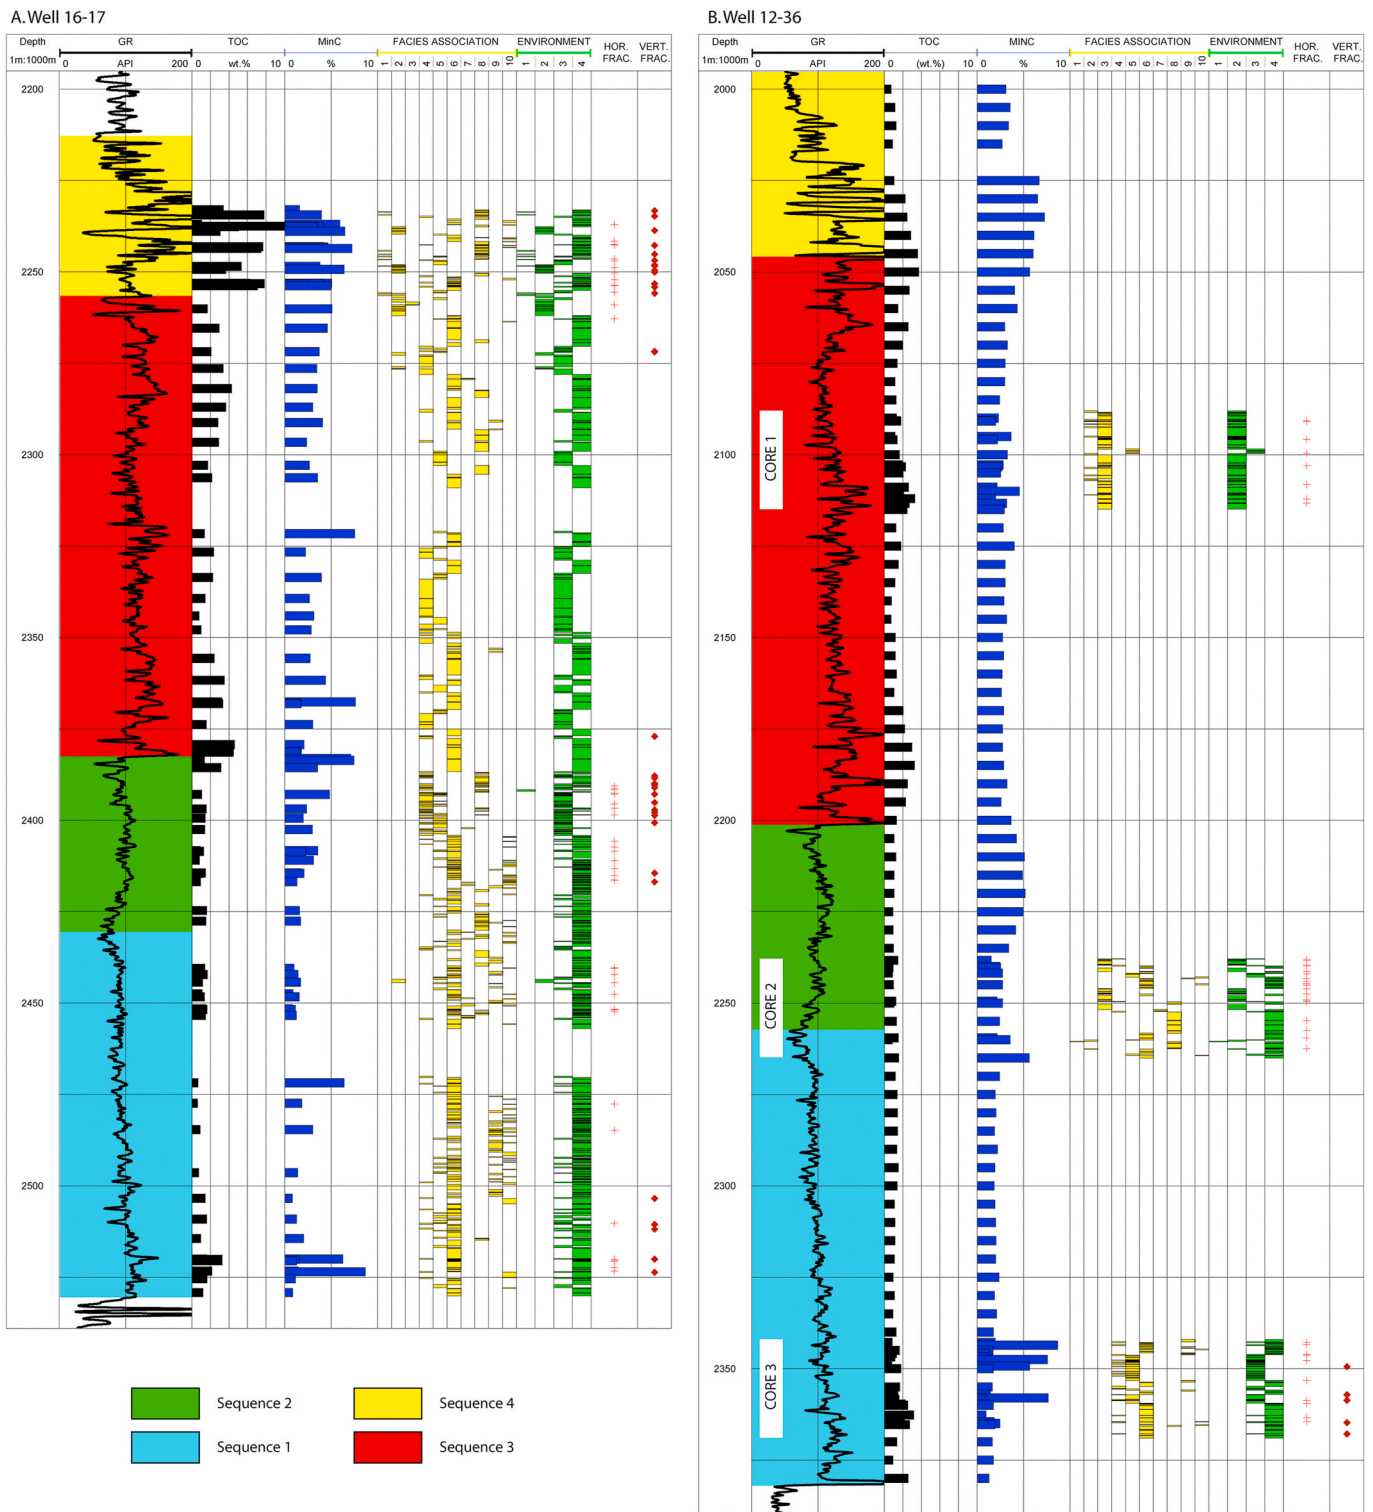 A. Well 16-17
Depth GR TOC MinC FACIES ASSOCIATION ENVIRONMENT HOR. FRAC. VERT. FRAC.
1m:1000m 0 API 200 0 wt.% 10 0 % 10 1 2 3 4 5 6 7 8 9 10 1 2 3 4
2200
2250
2300
2350
2400
2450
2500
Sequence 2
Sequence 4
Sequence 1
Sequence 3
B. Well 12-36
Depth GR TOC MINC FACIES ASSOCIATION ENVIRONMENT HOR. FRAC. VERT. FRAC.
1m:1000m 0 API 200 0 (wt.%) 10 0 % 10 1 2 3 4 5 6 7 8 9 10 1 2 3 4
2000
2050
2100
CORE 1
2150
2200
2250
CORE 2
2300
2350
CORE 3